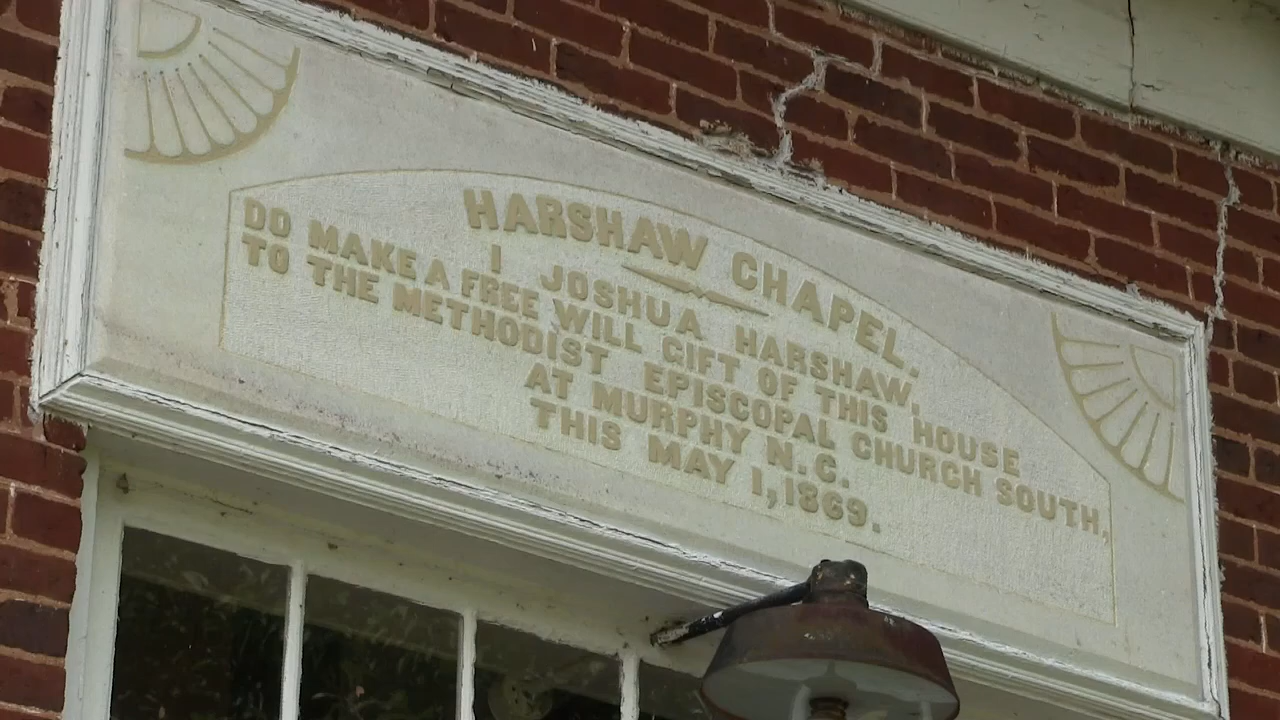 HARSHAW CHAPEL.
I JOSHUA HARSHAW,
DO MAKE A FREE WILL GIFT OF THIS HOUSE
TO THE METHODIST EPISCOPAL CHURCH SOUTH,
AT MURPHY N.C.
THIS MAY 1, 1869.